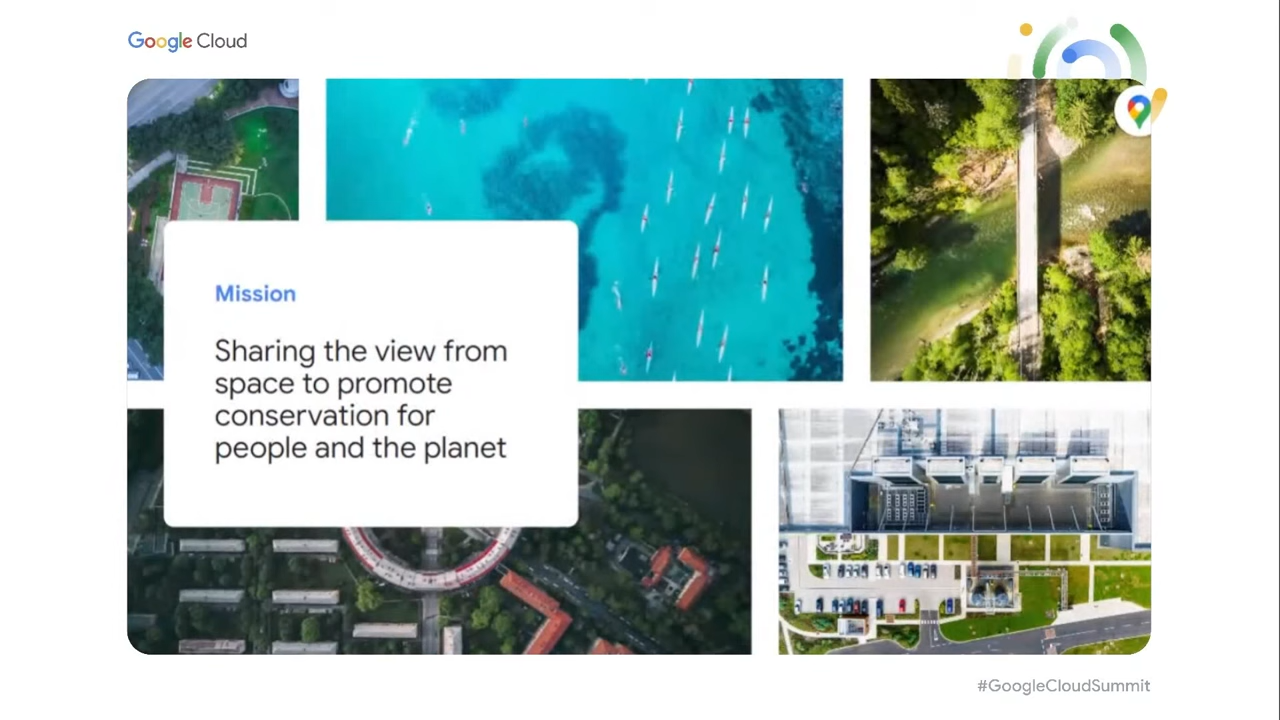 Google Cloud
Mission
Sharing the view from
space to promote
conservation for
people and the planet
#GoogleCloudSummit